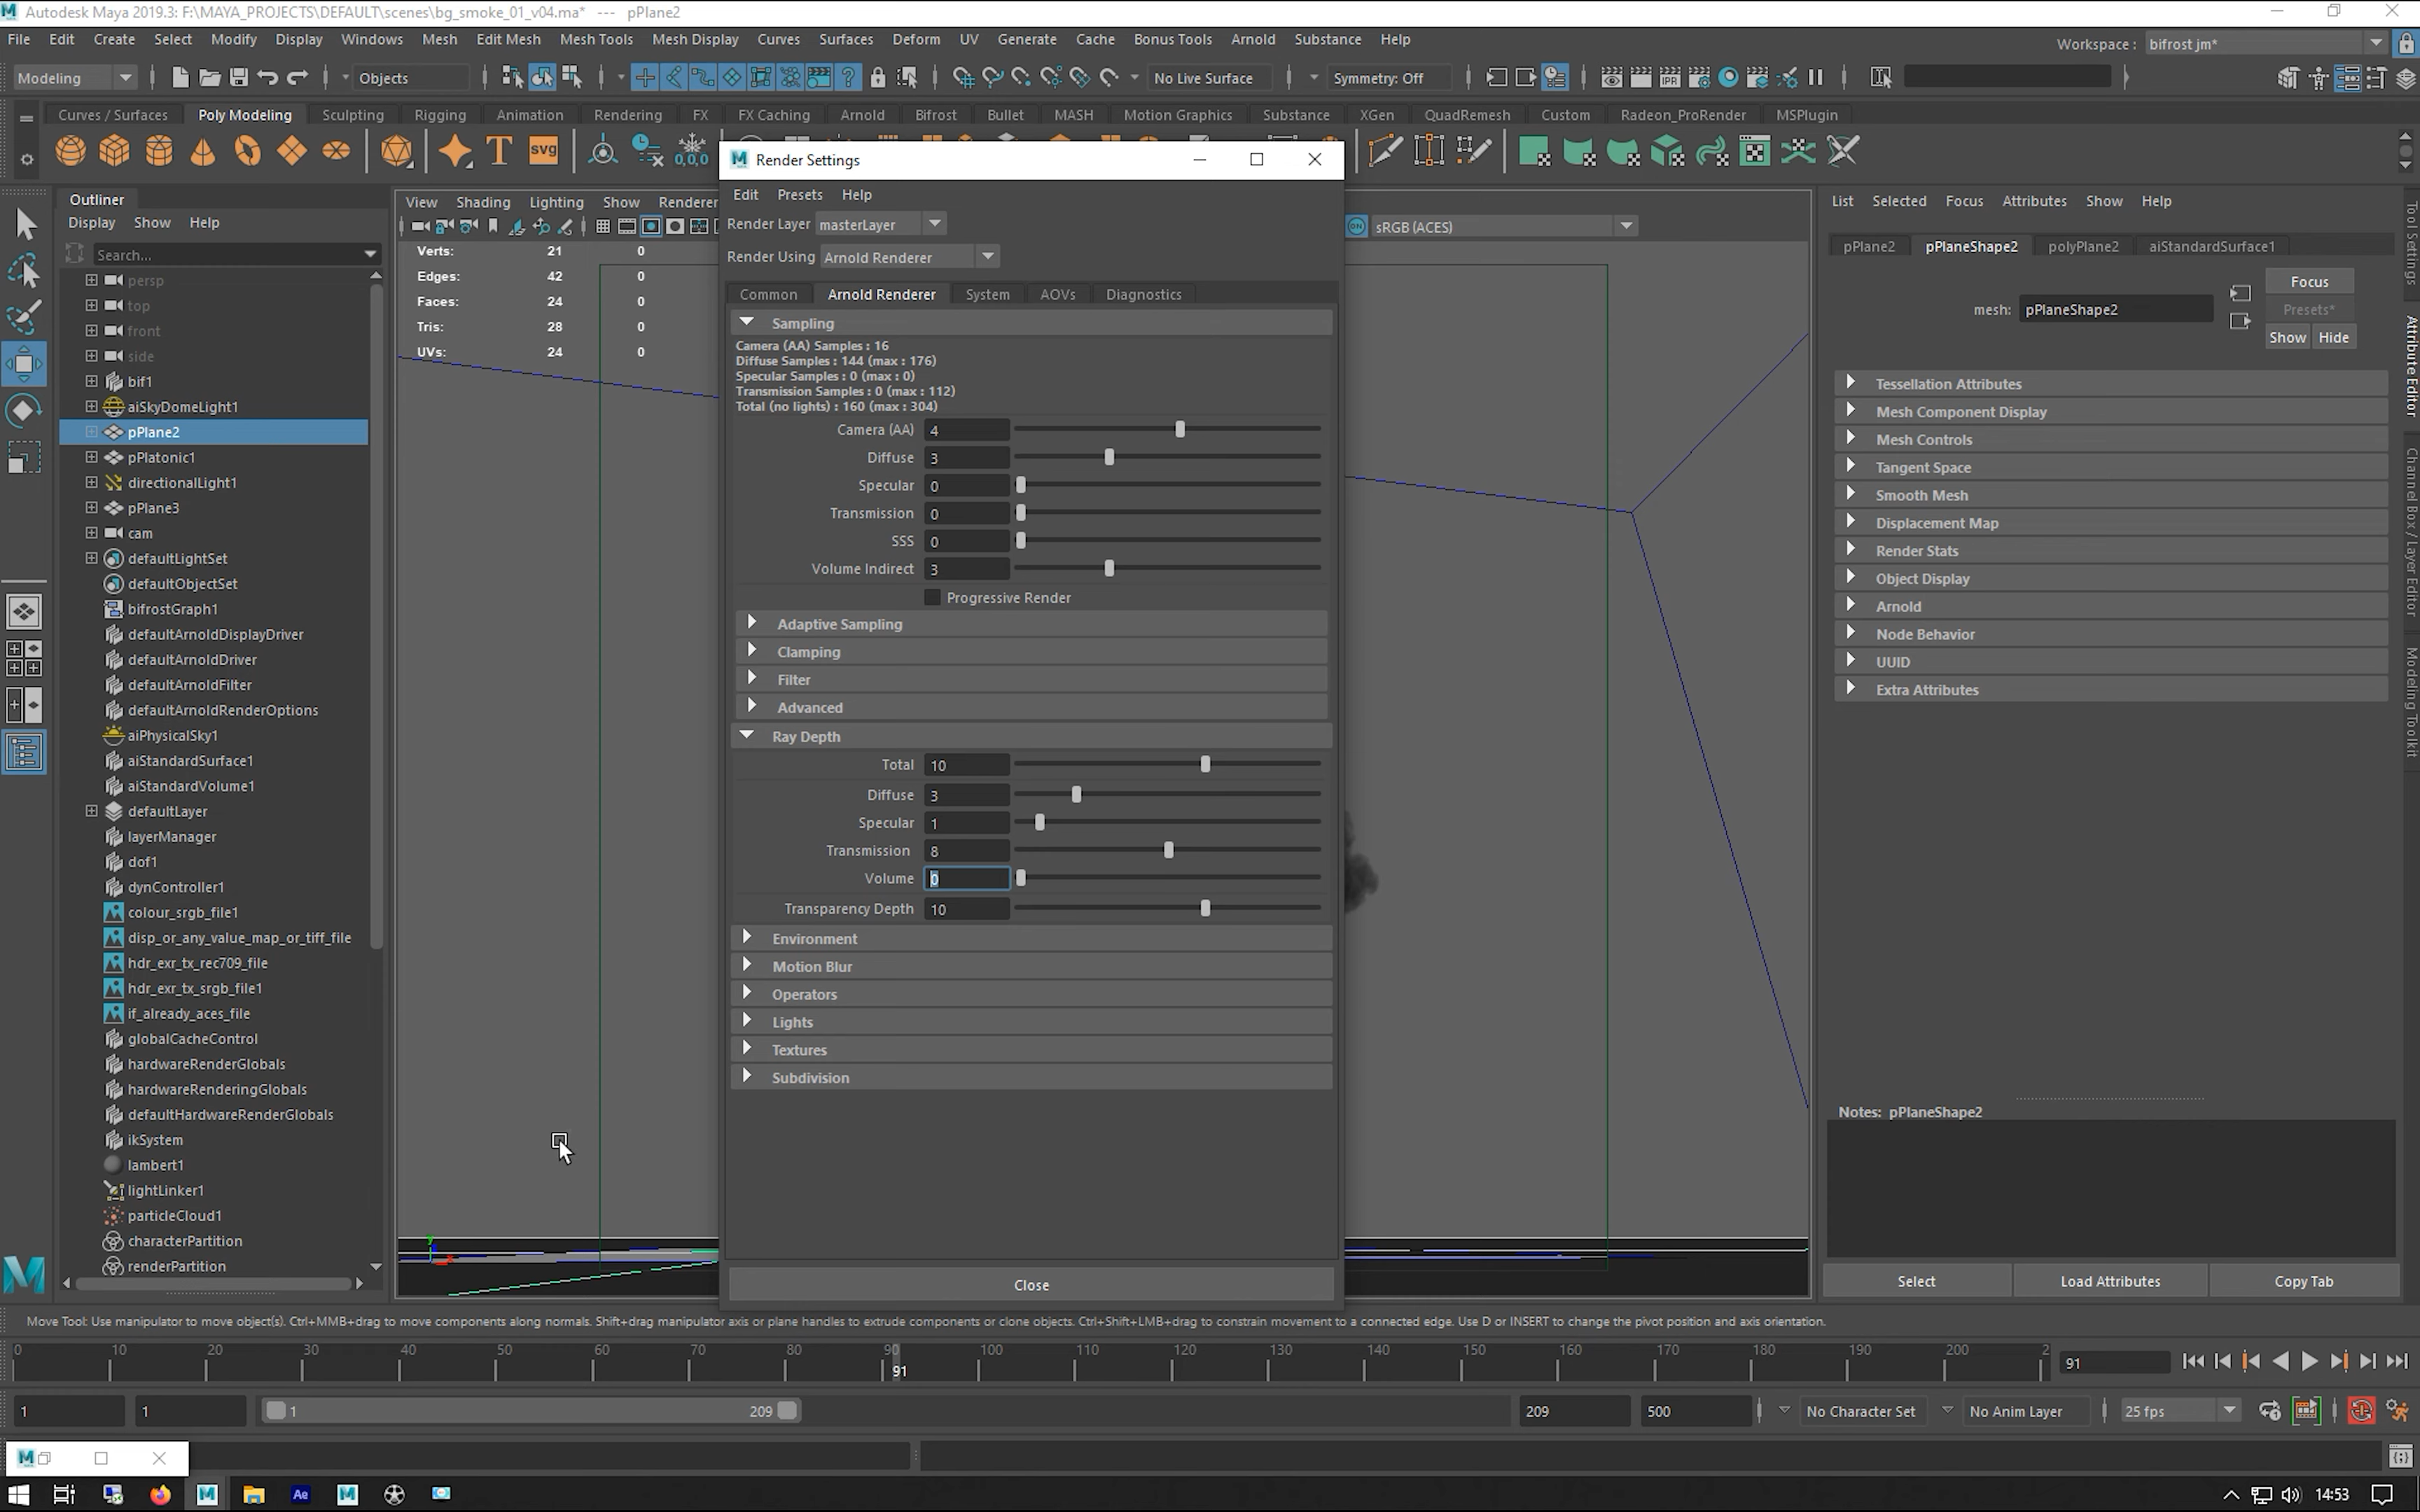 Autodesk Maya 2019.3: F:\MAYA_PROJECTS\DEFAULT\scenes\bg_smoke_01_v04.ma* --- pPlane2
File Edit Create Select Modify Display Windows Mesh Edit Mesh Mesh Tools Mesh Display Curves Surfaces Deform UV Generate Cache Bonus Tools Arnold Substance Help
Workspace : bifrost jm*
Modeling Objects No Live Surface Symmetry: Off
Curves / Surfaces Poly Modeling Sculpting Rigging Animation Rendering FX FX Caching Arnold Bifrost Bullet MASH Motion Graphics Substance XGen QuadRemesh Custom Radeon_ProRender MSPlugin
T SVG 0,0,0
Outliner
Display Show Help
Search...
persp
top
front
side
bif1
aiSkyDomeLight1
pPlane2
pPlatonic1
directionalLight1
pPlane3
cam
defaultLightSet
defaultObjectSet
bifrostGraph1
defaultArnoldDisplayDriver
defaultArnoldDriver
defaultArnoldFilter
defaultArnoldRenderOptions
aiPhysicalSky1
aiStandardSurface1
aiStandardVolume1
defaultLayer
layerManager
dof1
dynController1
colour_srgb_file1
disp_or_any_value_map_or_tiff_file
hdr_exr_tx_rec709_file
hdr_exr_tx_srgb_file1
if_already_aces_file
globalCacheControl
hardwareRenderGlobals
hardwareRenderingGlobals
defaultHardwareRenderGlobals
ikSystem
lambert1
lightLinker1
particleCloud1
characterPartition
renderPartition
View Shading Lighting Show Renderer
Verts: 21 0
Edges: 42 0
Faces: 24 0
Tris: 28 0
UVs: 24 0
ON sRGB (ACES)
Render Settings
Edit Presets Help
Render Layer masterLayer
Render Using Arnold Renderer
Common Arnold Renderer System AOVs Diagnostics
Sampling
Camera (AA) Samples : 16
Diffuse Samples : 144 (max : 176)
Specular Samples : 0 (max : 0)
Transmission Samples : 0 (max : 112)
Total (no lights) : 160 (max : 304)
Camera (AA) 4
Diffuse 3
Specular 0
Transmission 0
SSS 0
Volume Indirect 3
Progressive Render
Adaptive Sampling
Clamping
Filter
Advanced
Ray Depth
Total 10
Diffuse 3
Specular 1
Transmission 8
Volume 0
Transparency Depth 10
Environment
Motion Blur
Operators
Lights
Textures
Subdivision
Close
List Selected Focus Attributes Show Help
pPlane2 pPlaneShape2 polyPlane2 aiStandardSurface1
mesh: pPlaneShape2
Focus
Presets*
Show Hide
Tessellation Attributes
Mesh Component Display
Mesh Controls
Tangent Space
Smooth Mesh
Displacement Map
Render Stats
Object Display
Arnold
Node Behavior
UUID
Extra Attributes
Notes: pPlaneShape2
Select Load Attributes Copy Tab
Tool Settings
Attribute Editor
Channel Box / Layer Editor
Modeling Toolkit
y
x
Move Tool: Use manipulator to move object(s). Ctrl+MMB+drag to move components along normals. Shift+drag manipulator axis or plane handles to extrude components or clone objects. Ctrl+Shift+LMB+drag to constrain movement to a connected edge. Use D or INSERT to change the pivot position and axis orientation.
0 10 20 30 40 50 60 70 80 90 100 110 120 130 140 150 160 170 180 190 200 2
91
91
1 1 1 209 209 500 No Character Set No Anim Layer 25 fps
Ae
14:53